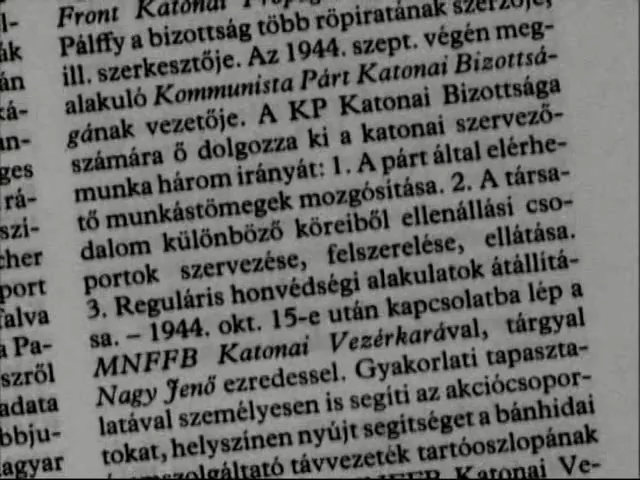 l-
ák
án
ká-
an-
ges
rá-
szí-
cher
port
falva
a Pa-
szről
adata
bbju-
agyar
Front Katonai
Pálffy a bizottság több röpiratának szerzője,
ill. szerkesztője. Az 1944. szept. végén meg-
alakuló Kommunista Párt Katonai Bizottsá-
gának vezetője. A KP Katonai Bizottsága
számára ő dolgozza ki a katonai szervező-
munka három irányát: 1. A párt által elérhe-
tő munkástömegek mozgósítása. 2. A társa-
dalom különböző köreiből ellenállási cso-
portok szervezése, felszerelése, ellátása.
3. Reguláris honvédségi alakulatok átállítá-
sa. – 1944. okt. 15-e után kapcsolatba lép a
MNFFB Katonai Vezérkarával, tárgyal
Nagy Jenő ezredessel. Gyakorlati tapaszta-
latával személyesen is segíti az akciócsopor-
tokat, helyszínen nyújt segítséget a bánhidai
távvezeték tartóoszlopának
Katonai Ve-